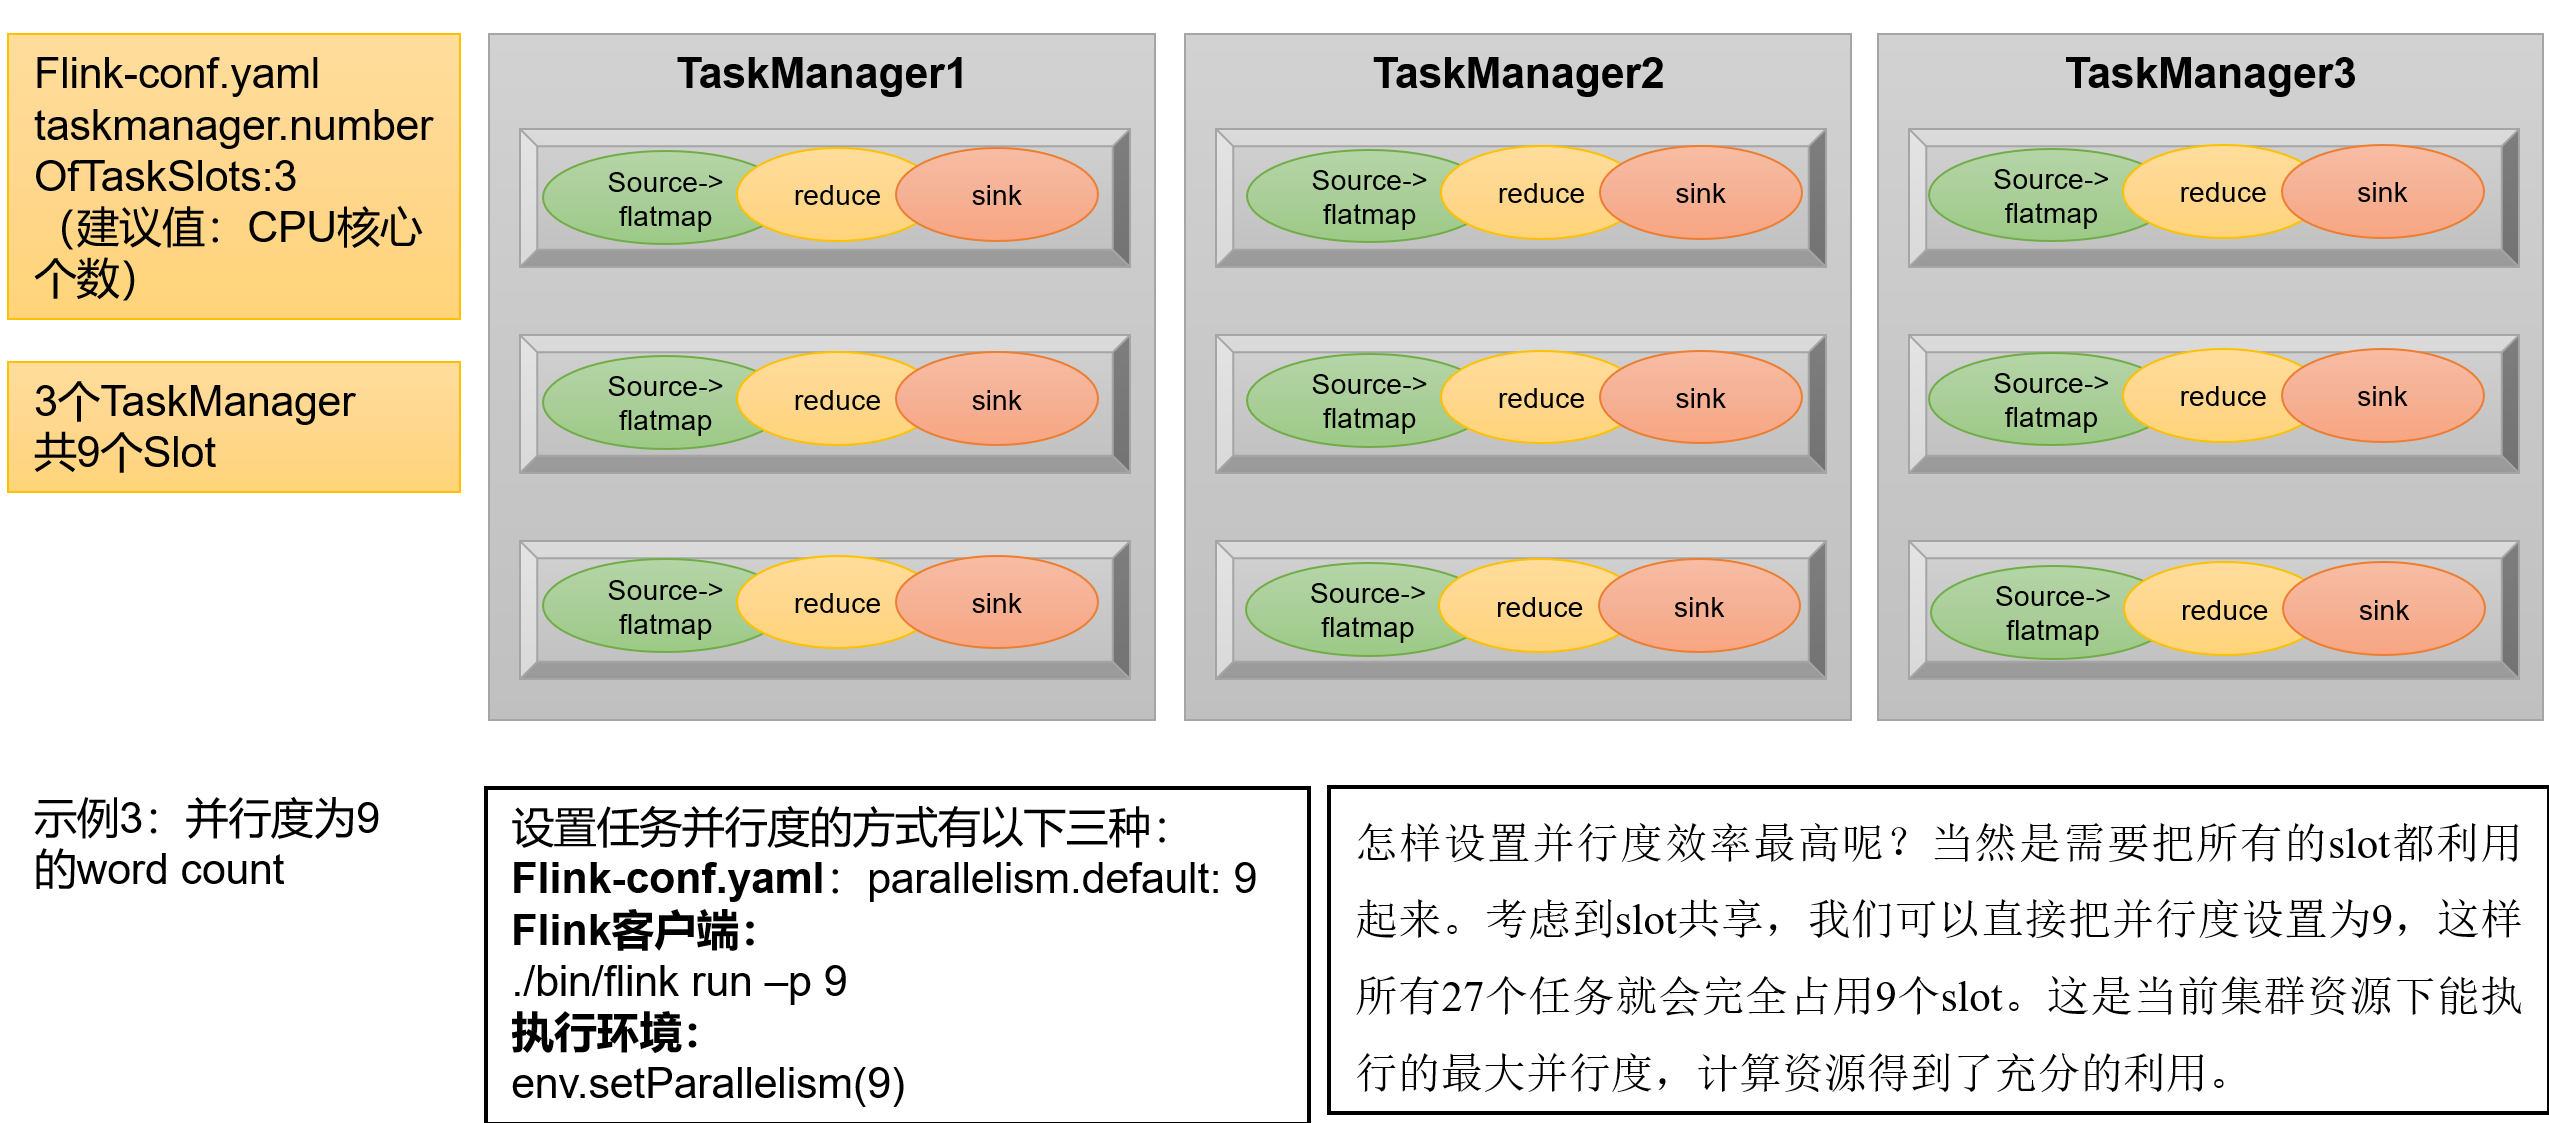 Flink-conf.yaml
taskmanager.number
OfTaskSlots:3
（建议值：CPU核心
个数）
3个TaskManager
共9个Slot
TaskManager1
Source->
flatmap
reduce
sink
Source->
flatmap
reduce
sink
Source->
flatmap
reduce
sink
TaskManager2
Source->
flatmap
reduce
sink
Source->
flatmap
reduce
sink
Source->
flatmap
reduce
sink
TaskManager3
Source->
flatmap
reduce
sink
Source->
flatmap
reduce
sink
Source->
flatmap
reduce
sink
示例3：并行度为9
的word count
设置任务并行度的方式有以下三种：
Flink-conf.yaml：parallelism.default: 9
Flink客户端：
./bin/flink run –p 9
执行环境：
env.setParallelism(9)
怎样设置并行度效率最高呢？当然是需要把所有的slot都利用
起来。考虑到slot共享，我们可以直接把并行度设置为9，这样
所有27个任务就会完全占用9个slot。这是当前集群资源下能执
行的最大并行度，计算资源得到了充分的利用。